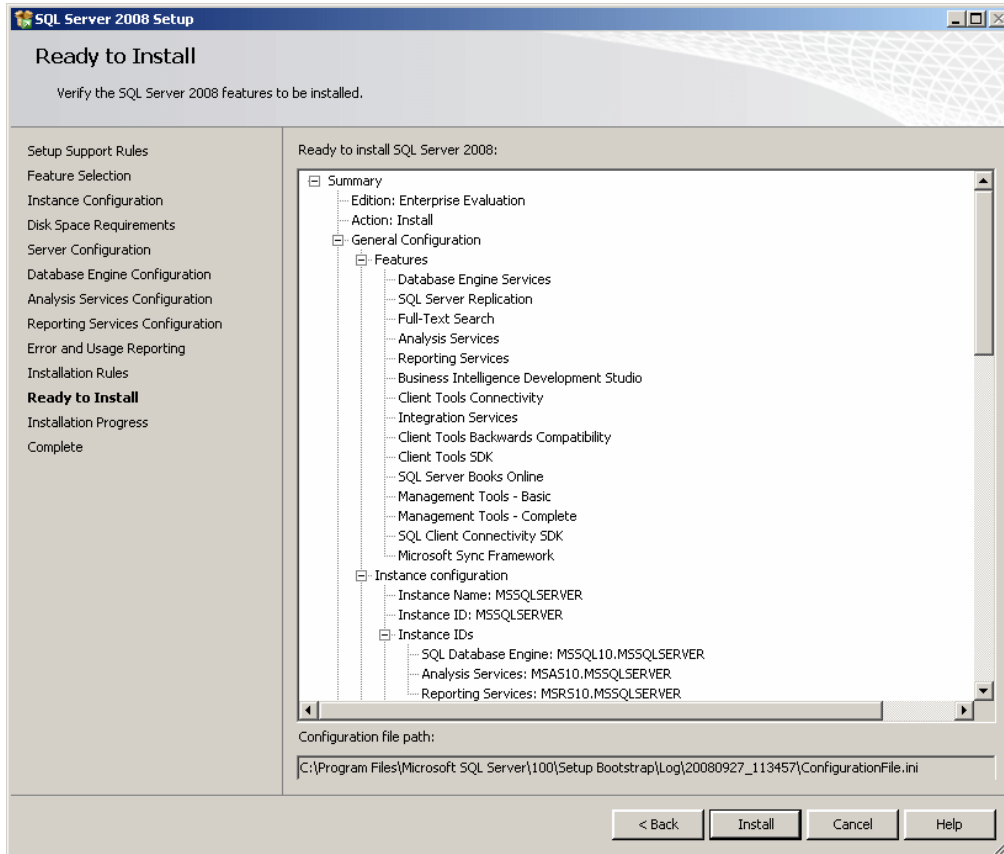 SQL Server 2008 Setup
Ready to Install
Verify the SQL Server 2008 features to be installed.
Setup Support Rules
Feature Selection
Instance Configuration
Disk Space Requirements
Server Configuration
Database Engine Configuration
Analysis Services Configuration
Reporting Services Configuration
Error and Usage Reporting
Installation Rules
Ready to Install
Installation Progress
Complete
Ready to install SQL Server 2008:
Summary
Edition: Enterprise Evaluation
Action: Install
General Configuration
Features
Database Engine Services
SQL Server Replication
Full-Text Search
Analysis Services
Reporting Services
Business Intelligence Development Studio
Client Tools Connectivity
Integration Services
Client Tools Backwards Compatibility
Client Tools SDK
SQL Server Books Online
Management Tools - Basic
Management Tools - Complete
SQL Client Connectivity SDK
Microsoft Sync Framework
Instance configuration
Instance Name: MSSQLSERVER
Instance ID: MSSQLSERVER
Instance IDs
SQL Database Engine: MSSQL10.MSSQLSERVER
Analysis Services: MSAS10.MSSQLSERVER
Reporting Services: MSRS10.MSSQLSERVER
Configuration file path:
C:\Program Files\Microsoft SQL Server\100\Setup Bootstrap\Log\20080927_113457\ConfigurationFile.ini
< Back
Install
Cancel
Help